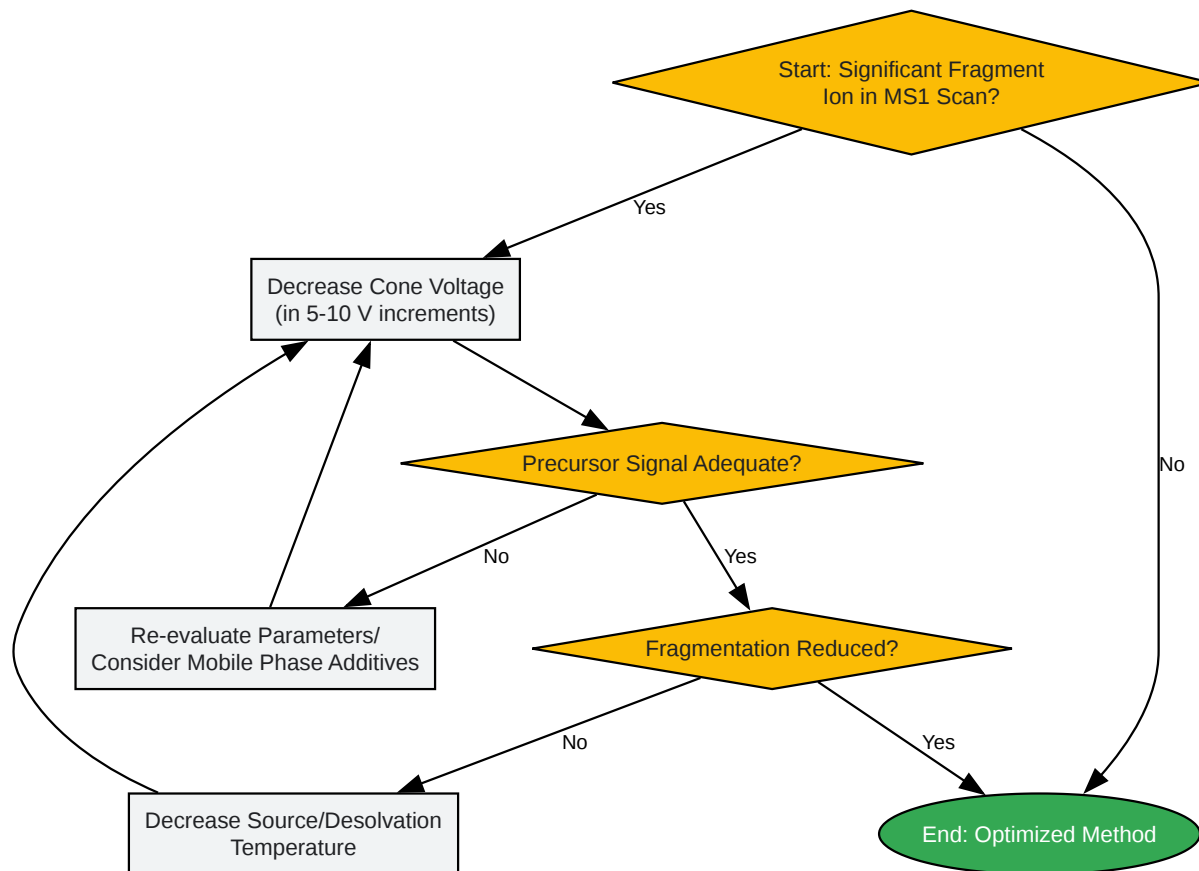 Start: Significant Fragment
Ion in MS1 Scan?
Yes
Decrease Cone Voltage
(in 5-10 V increments)
Precursor Signal Adequate?
No
No
Yes
Re-evaluate Parameters/
Consider Mobile Phase Additives
Fragmentation Reduced?
No
Yes
Decrease Source/Desolvation
Temperature
End: Optimized Method